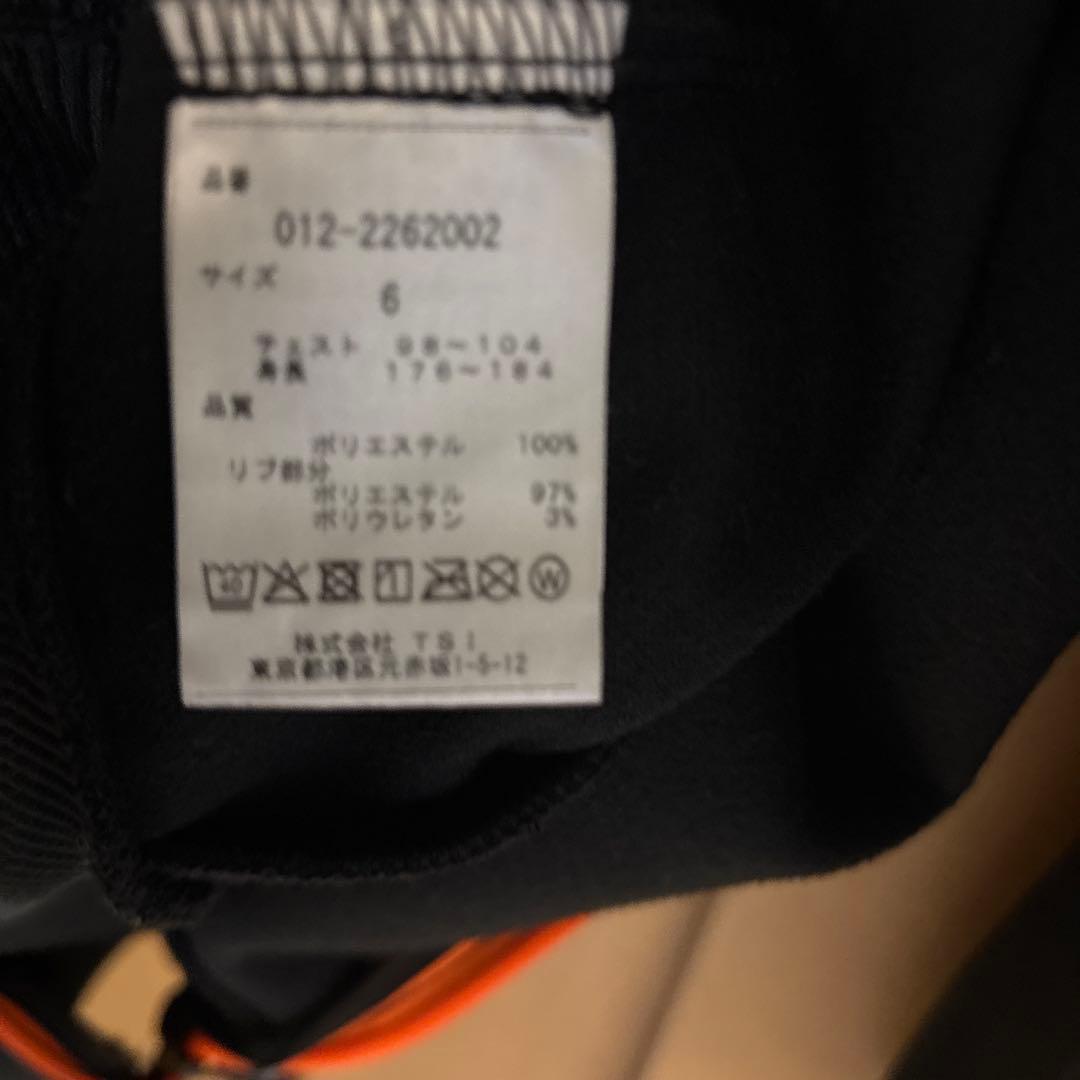 品番
012-2262002
サイズ
6
チェスト 98~104
身長 176~184
品質
ポリエステル 100%
リブ部分
ポリエステル 97%
ポリウレタン 3%
40 W
株式会社 TSI
東京都港区元赤坂1-5-12